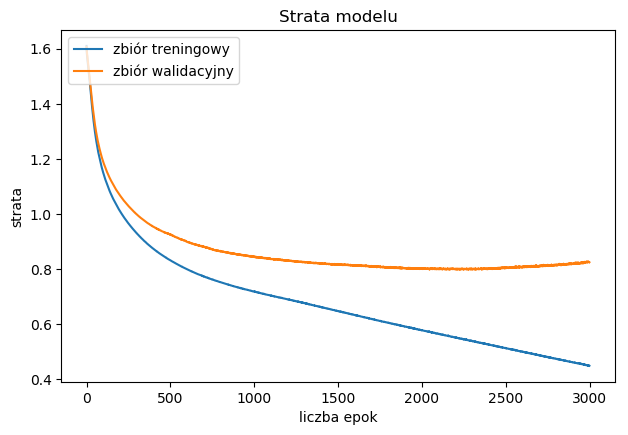 Strata modelu
zbiór treningowy
zbiór walidacyjny
strata
1.6
1.4
1.2
1.0
0.8
0.6
0.4
0 500 1000 1500 2000 2500 3000
liczba epok